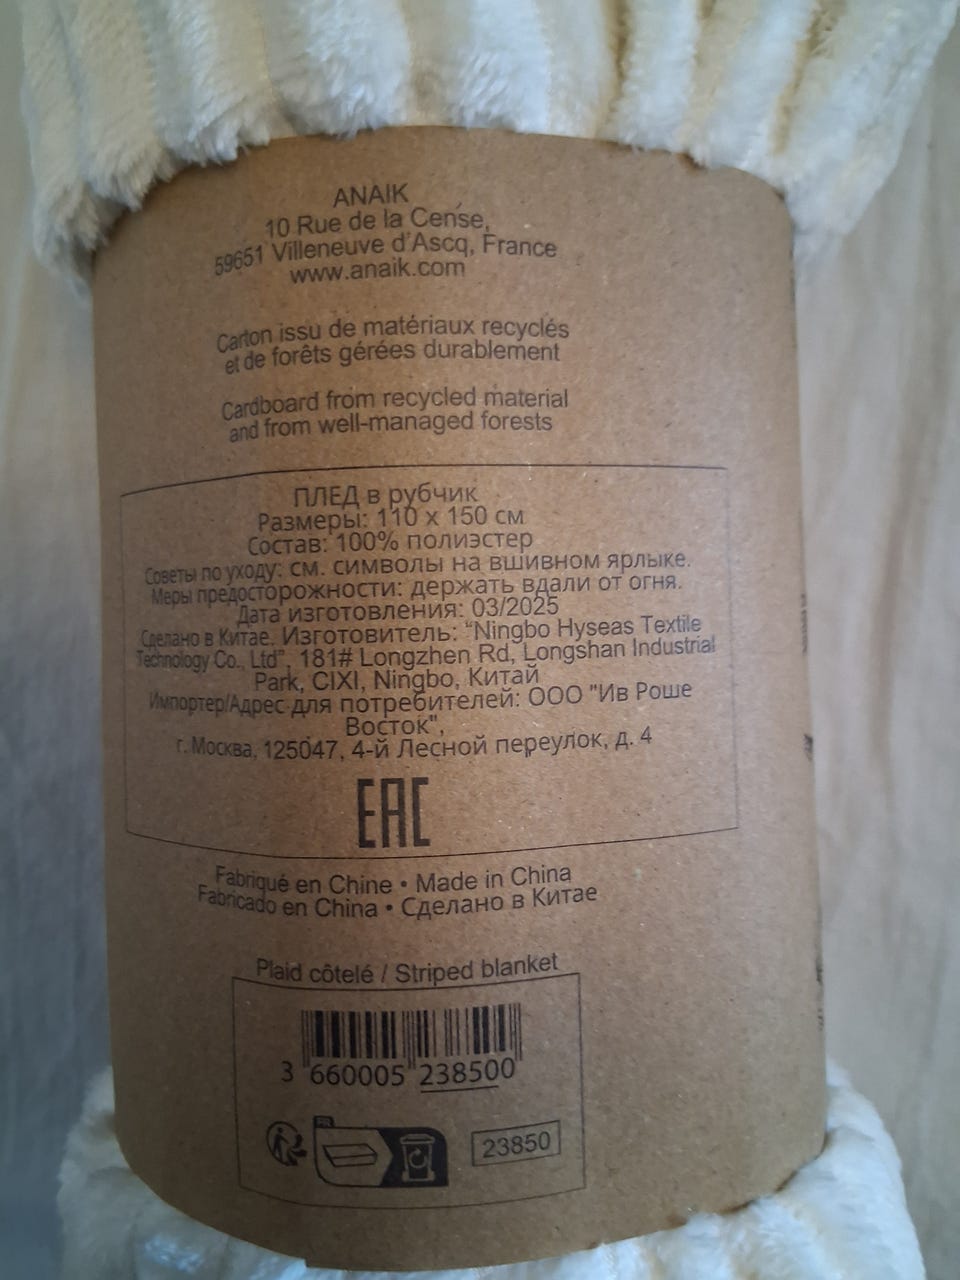 ANAIK
10 Rue de la Cense,
59651 Villeneuve d'Ascq, France
www.anaik.com
Carton issu de matériaux recyclés
et de forêts gérées durablement
Cardboard from recycled material
and from well-managed forests
ПЛЕД в рубчик
Размеры: 110 x 150 см
Состав: 100% полиэстер
Советы по уходу: см. символы на вшивном ярлыке.
Меры предосторожности: держать вдали от огня.
Дата изготовления: 03/2025
Сделано в Китае. Изготовитель: “Ningbo Hyseas Textile
Technology Co., Ltd”, 181# Longzhen Rd, Longshan Industrial
Park, CIXI, Ningbo, Китай
Импортер/Адрес для потребителей: ООО "Ив Роше
Восток",
г. Москва, 125047, 4-й Лесной переулок, д. 4
EAC
Fabriqué en Chine • Made in China
Fabricado en China • Сделано в Китае
Plaid côtelé / Striped blanket
3 660005 238500
FR
23850